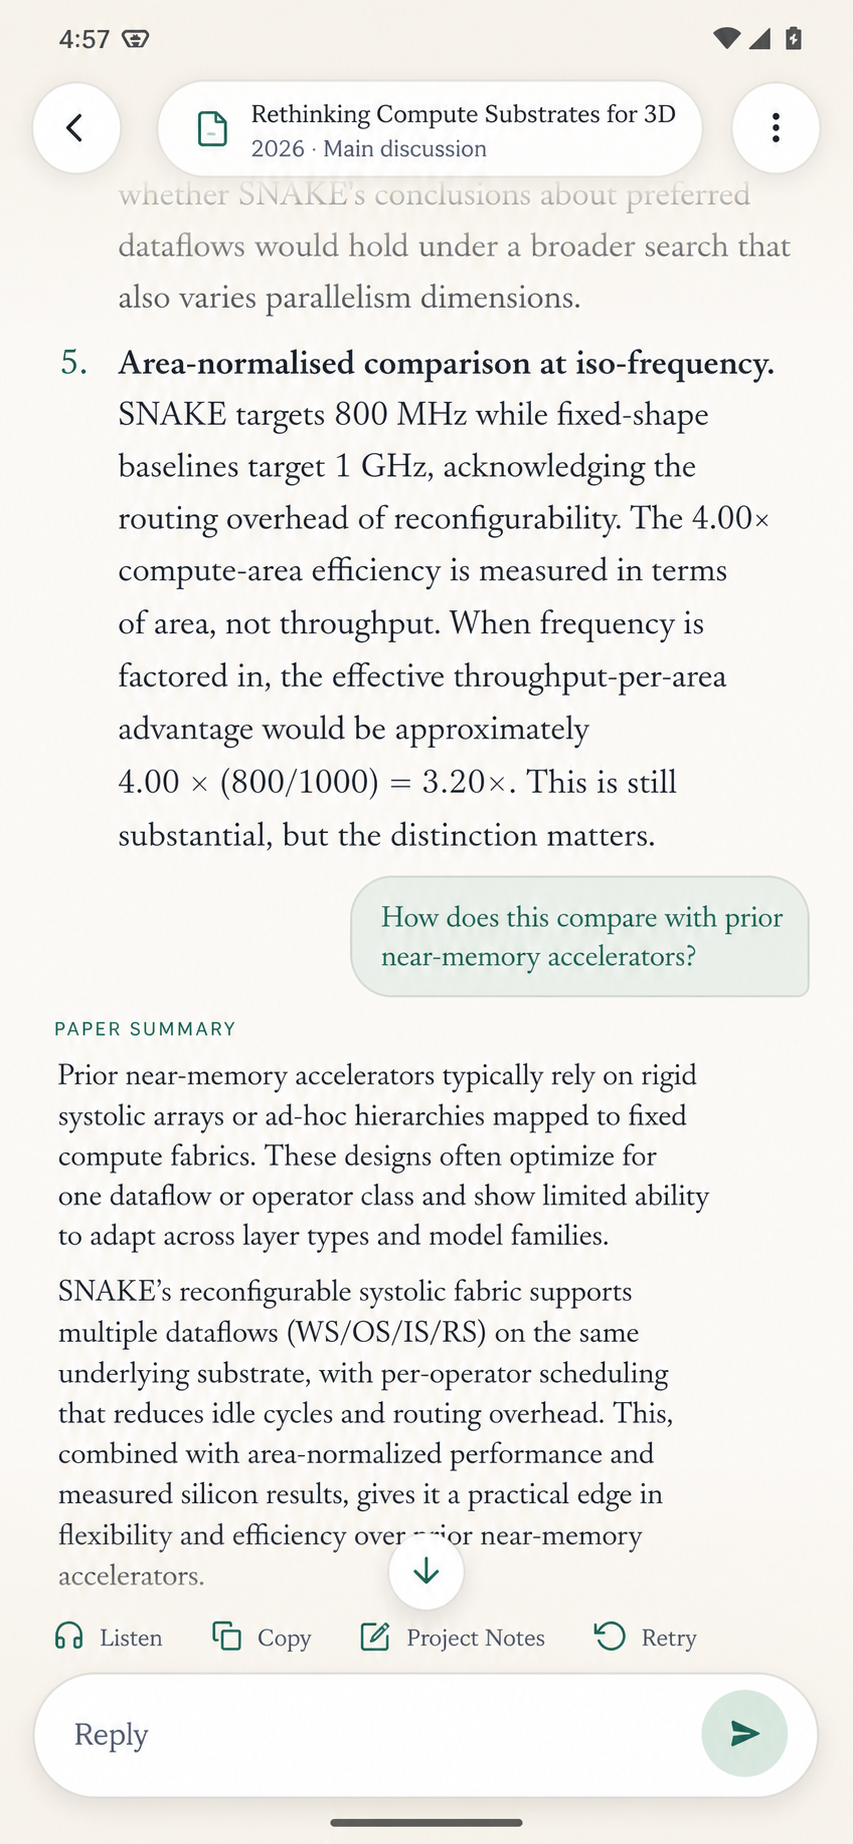 4:57
Rethinking Compute Substrates for 3D
2026 · Main discussion
whether SNAKE's conclusions about preferred
dataflows would hold under a broader search that
also varies parallelism dimensions.
5. Area-normalised comparison at iso-frequency.
SNAKE targets 800 MHz while fixed-shape
baselines target 1 GHz, acknowledging the
routing overhead of reconfigurability. The 4.00×
compute-area efficiency is measured in terms
of area, not throughput. When frequency is
factored in, the effective throughput-per-area
advantage would be approximately
4.00 × (800/1000) = 3.20×. This is still
substantial, but the distinction matters.
How does this compare with prior
near-memory accelerators?
PAPER SUMMARY
Prior near-memory accelerators typically rely on rigid
systolic arrays or ad-hoc hierarchies mapped to fixed
compute fabrics. These designs often optimize for
one dataflow or operator class and show limited ability
to adapt across layer types and model families.
SNAKE’s reconfigurable systolic fabric supports
multiple dataflows (WS/OS/IS/RS) on the same
underlying substrate, with per-operator scheduling
that reduces idle cycles and routing overhead. This,
combined with area-normalized performance and
measured silicon results, gives it a practical edge in
flexibility and efficiency over prior near-memory
accelerators.
Listen
Copy
Project Notes
Retry
Reply